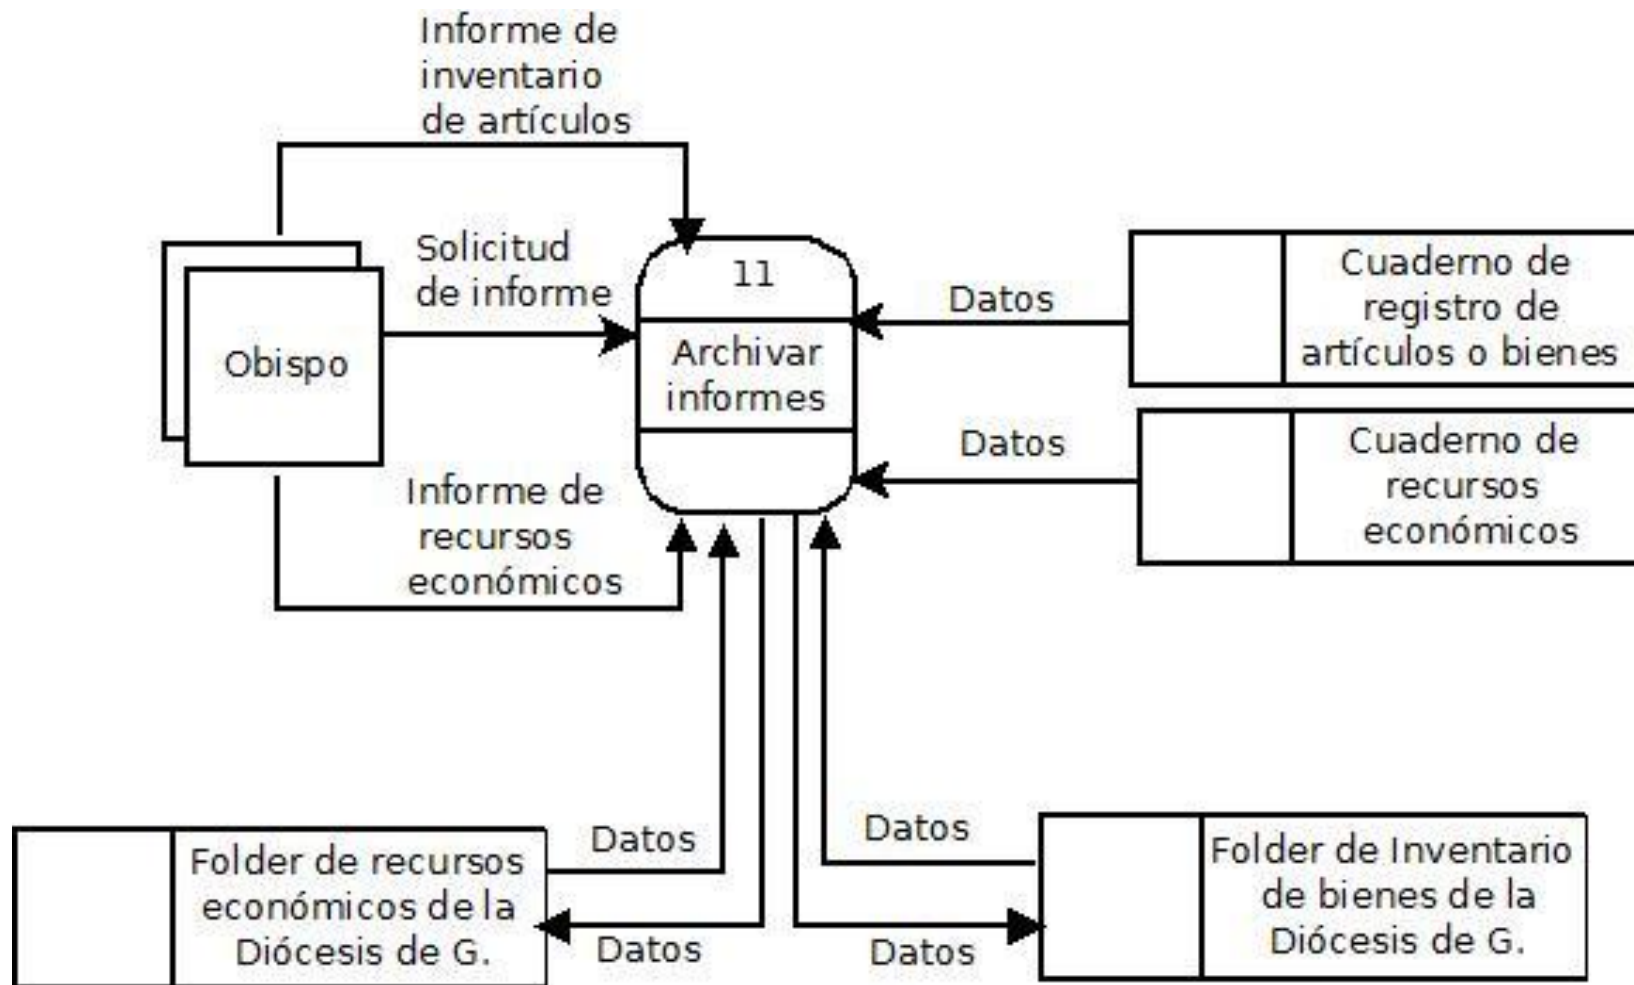 Informe de
inventario
de artículos
Solicitud
de informe
Obispo
11
Archivar
informes
Datos
Cuaderno de
registro de
artículos o bienes
Datos
Cuaderno de
recursos
económicos
Informe de
recursos
económicos
Datos
Datos
Folder de recursos
económicos de la
Diócesis de G.
Datos
Datos
Folder de Inventario
de bienes de la
Diócesis de G.